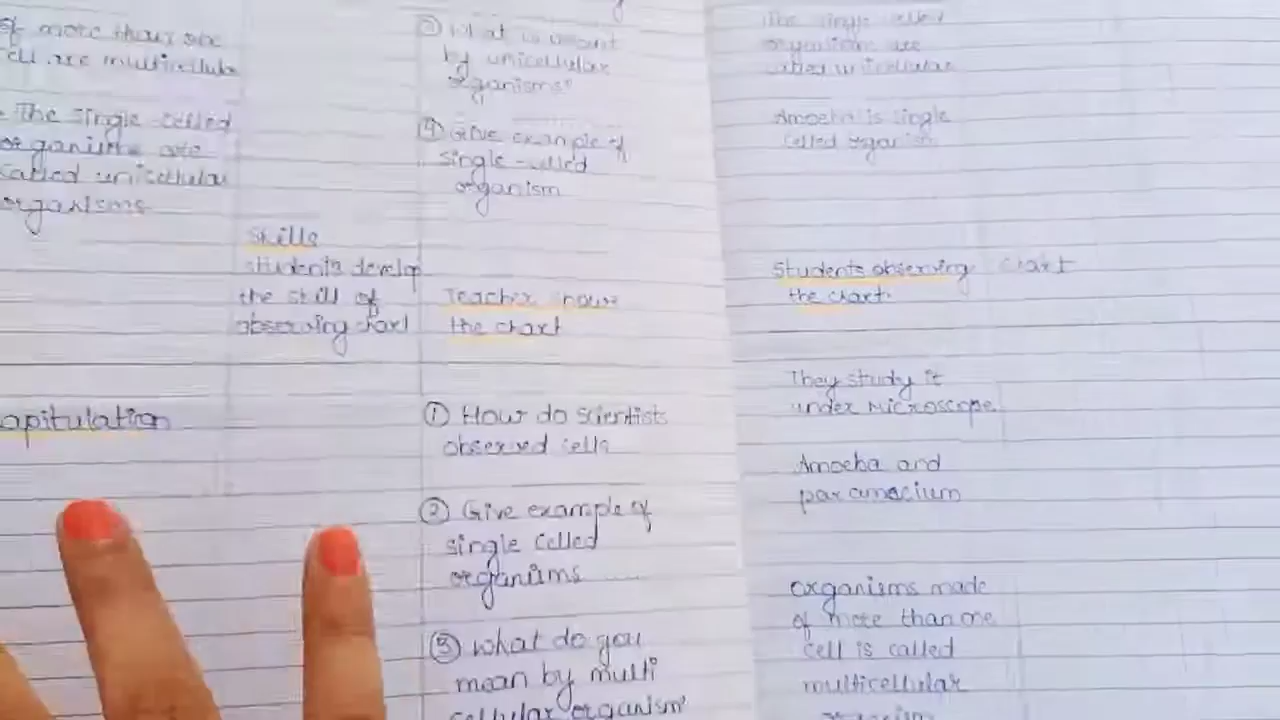 of more than one
cell are multicellular
The single celled
organisms are
called unicellular
organisms
Skills
students develop
the skill of
observing chart
apitulation
③ What is meant
by unicellular
organisms?
④ Give example of
single-celled
organism
Teacher shows
the chart
① How do scientists
observed cells
② Give example of
single celled
organisms
③ What do you
mean by multi
cellular organism?
The single celled
organisms are
called unicellular
Amoeba is single
celled organism
Students observing
the chart.
They study it
under microscope
Amoeba and
paramacium
organisms made
of more than one
cell is called
multicellular
organism
chart